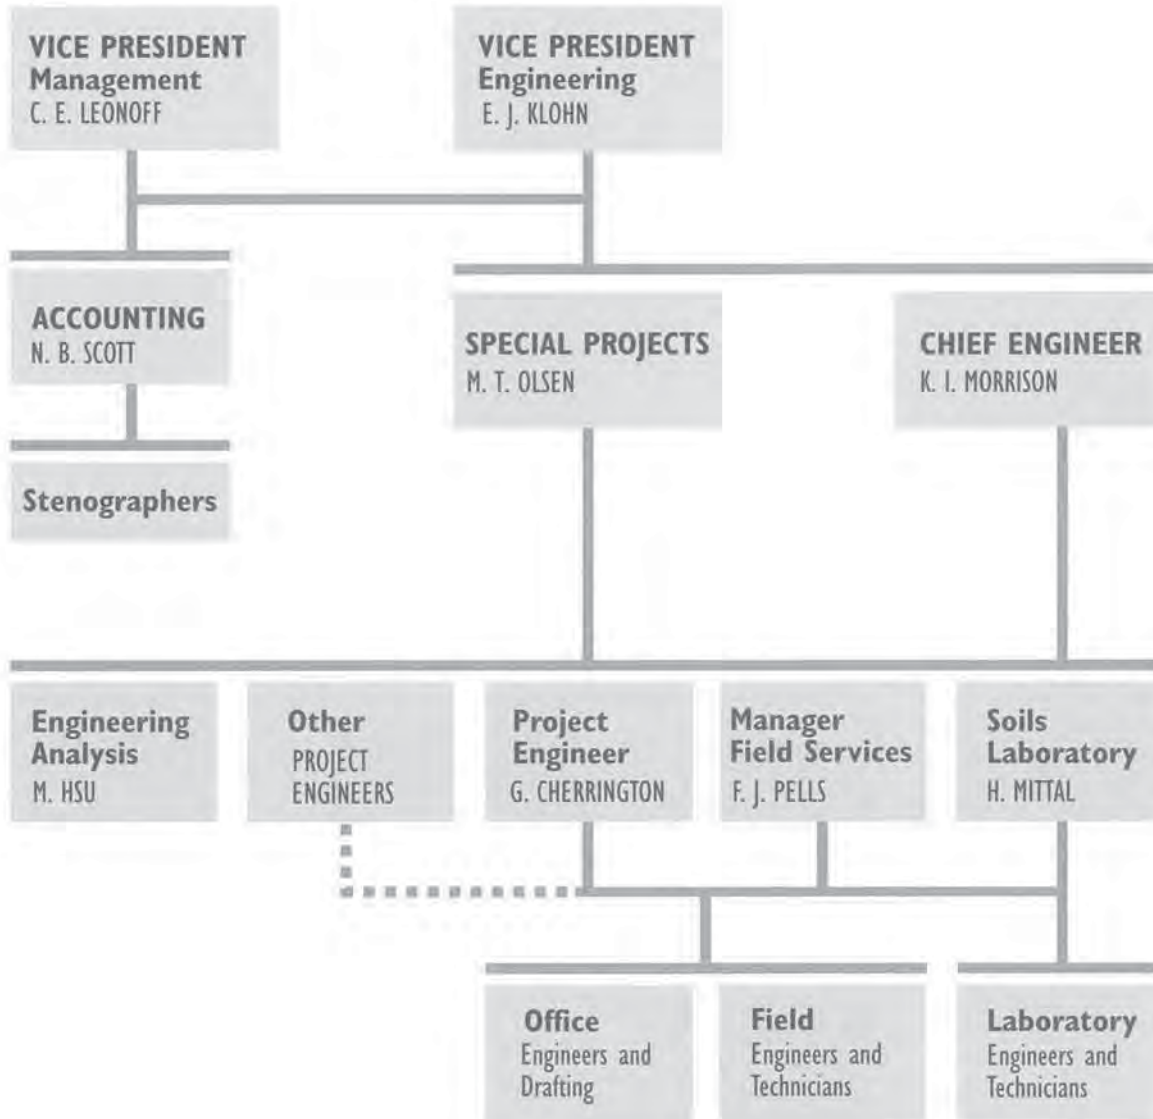 VICE PRESIDENT
Management
C. E. LEONOFF
VICE PRESIDENT
Engineering
E. J. KLOHN
ACCOUNTING
N. B. SCOTT
SPECIAL PROJECTS
M. T. OLSEN
CHIEF ENGINEER
K. I. MORRISON
Stenographers
Engineering
Analysis
M. HSU
Other
PROJECT
ENGINEERS
Project
Engineer
G. CHERRINGTON
Manager
Field Services
F. J. PELLS
Soils
Laboratory
H. MITTAL
Office
Engineers and
Drafting
Field
Engineers and
Technicians
Laboratory
Engineers and
Technicians